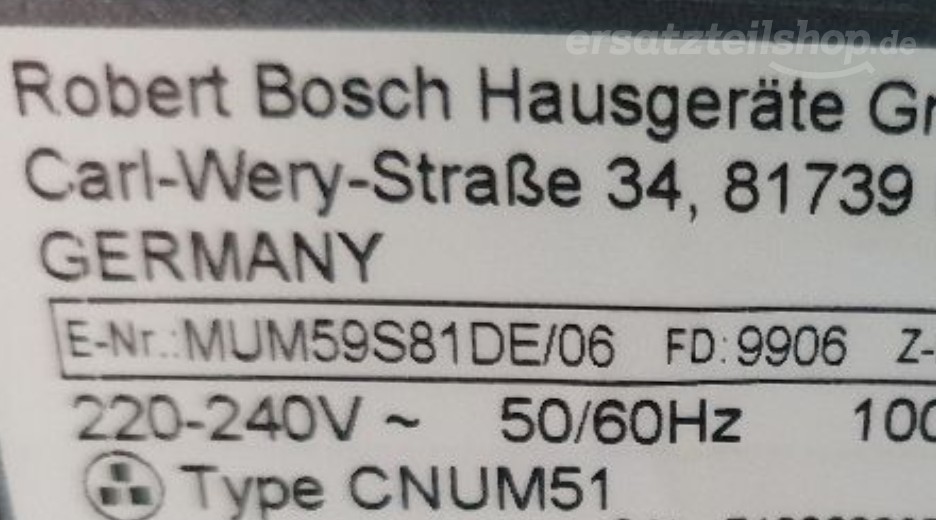 ersatzteilshop.de
Robert Bosch Hausgeräte
Carl-Wery-Straße 34, 81739
GERMANY
E-Nr.:MUM59S81DE/06 FD:9906 Z-
220-240V ~ 50/60Hz 100
Type CNUM51